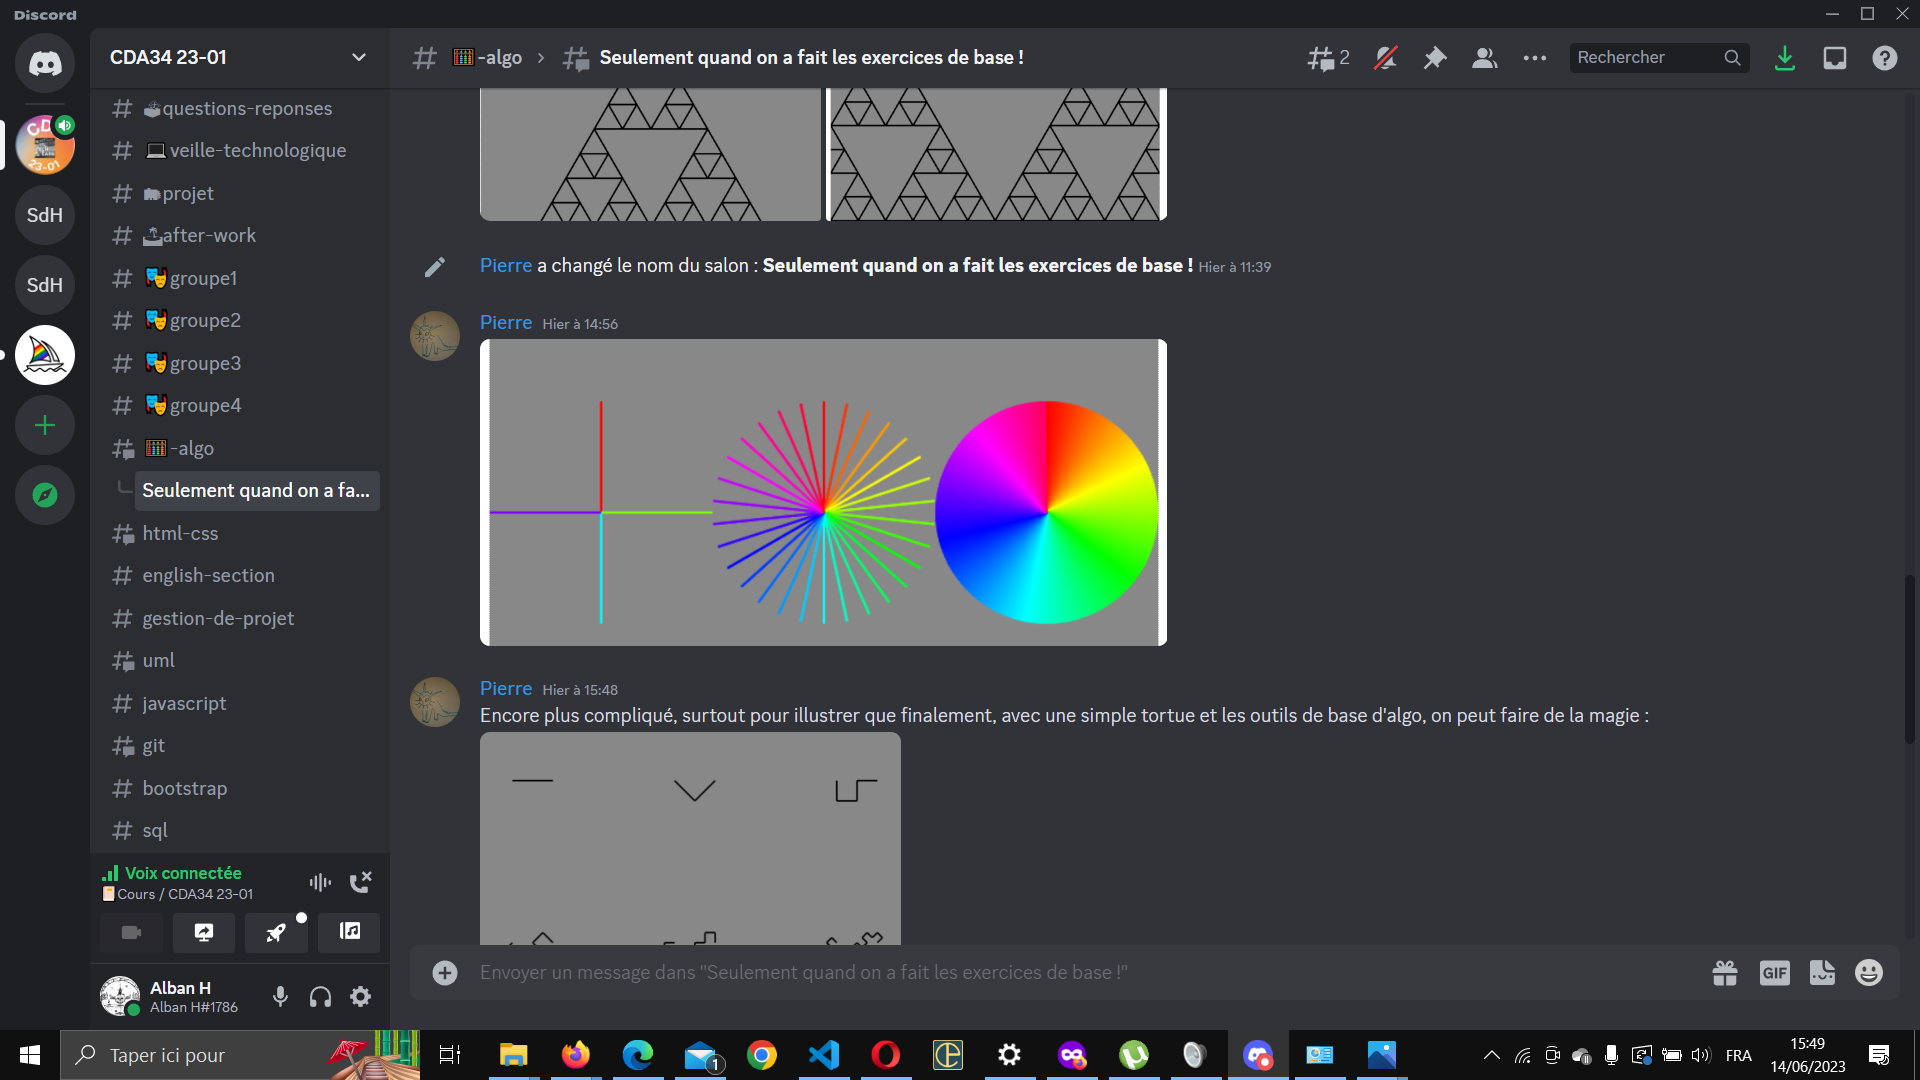 Discord
CDA34 23-01
-algo
Seulement quand on a fait les exercices de base !
2
Rechercher
questions-reponses
veille-technologique
projet
after-work
groupe1
groupe2
groupe3
groupe4
-algo
Seulement quand on a fa...
html-css
english-section
gestion-de-projet
uml
javascript
git
bootstrap
sql
SdH
SdH
Voix connectée
Cours / CDA34 23-01
Alban H
Alban H#1786
Pierre a changé le nom du salon : Seulement quand on a fait les exercices de base ! Hier à 11:39
Pierre Hier à 14:56
Pierre Hier à 15:48
Encore plus compliqué, surtout pour illustrer que finalement, avec une simple tortue et les outils de base d'algo, on peut faire de la magie :
Envoyer un message dans "Seulement quand on a fait les exercices de base !"
GIF
Taper ici pour
1
FRA
15:49
14/06/2023